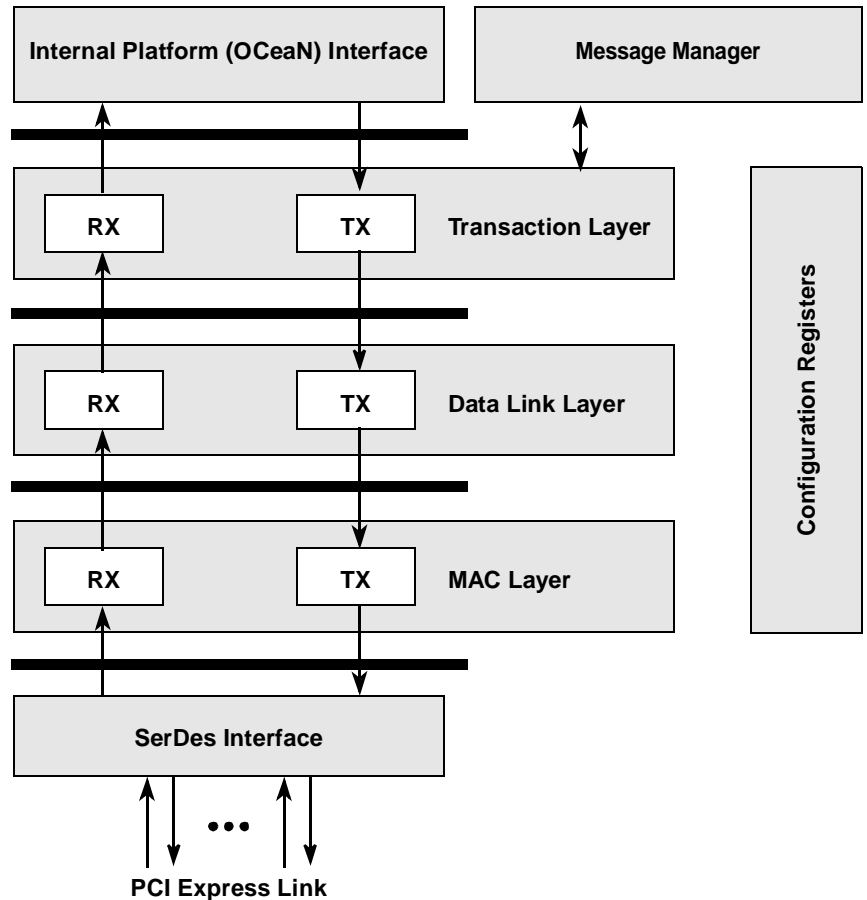 Internal Platform (OCeaN) Interface
Message Manager
RX
TX
Transaction Layer
Configuration Registers
RX
TX
Data Link Layer
RX
TX
MAC Layer
SerDes Interface
PCI Express Link